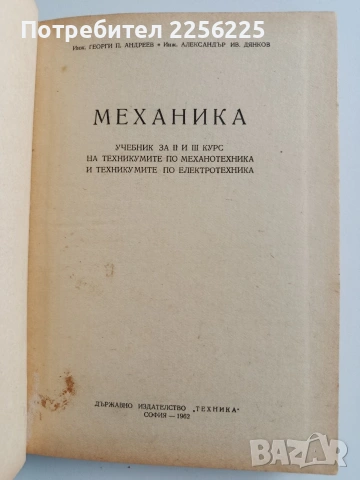 Потребител 2256225
Инж. ГЕОРГИ П. АНДРЕЕВ • Инж. АЛЕКСАНДЪР ИВ. ДЯНКОВ
МЕХАНИКА
УЧЕБНИК ЗА II И III КУРС
НА ТЕХНИКУМИТЕ ПО МЕХАНОТЕХНИКА
И ТЕХНИКУМИТЕ ПО ЕЛЕКТРОТЕХНИКА
ДЪРЖАВНО ИЗДАТЕЛСТВО „ТЕХНИКА"
СОФИЯ — 1962
bazar